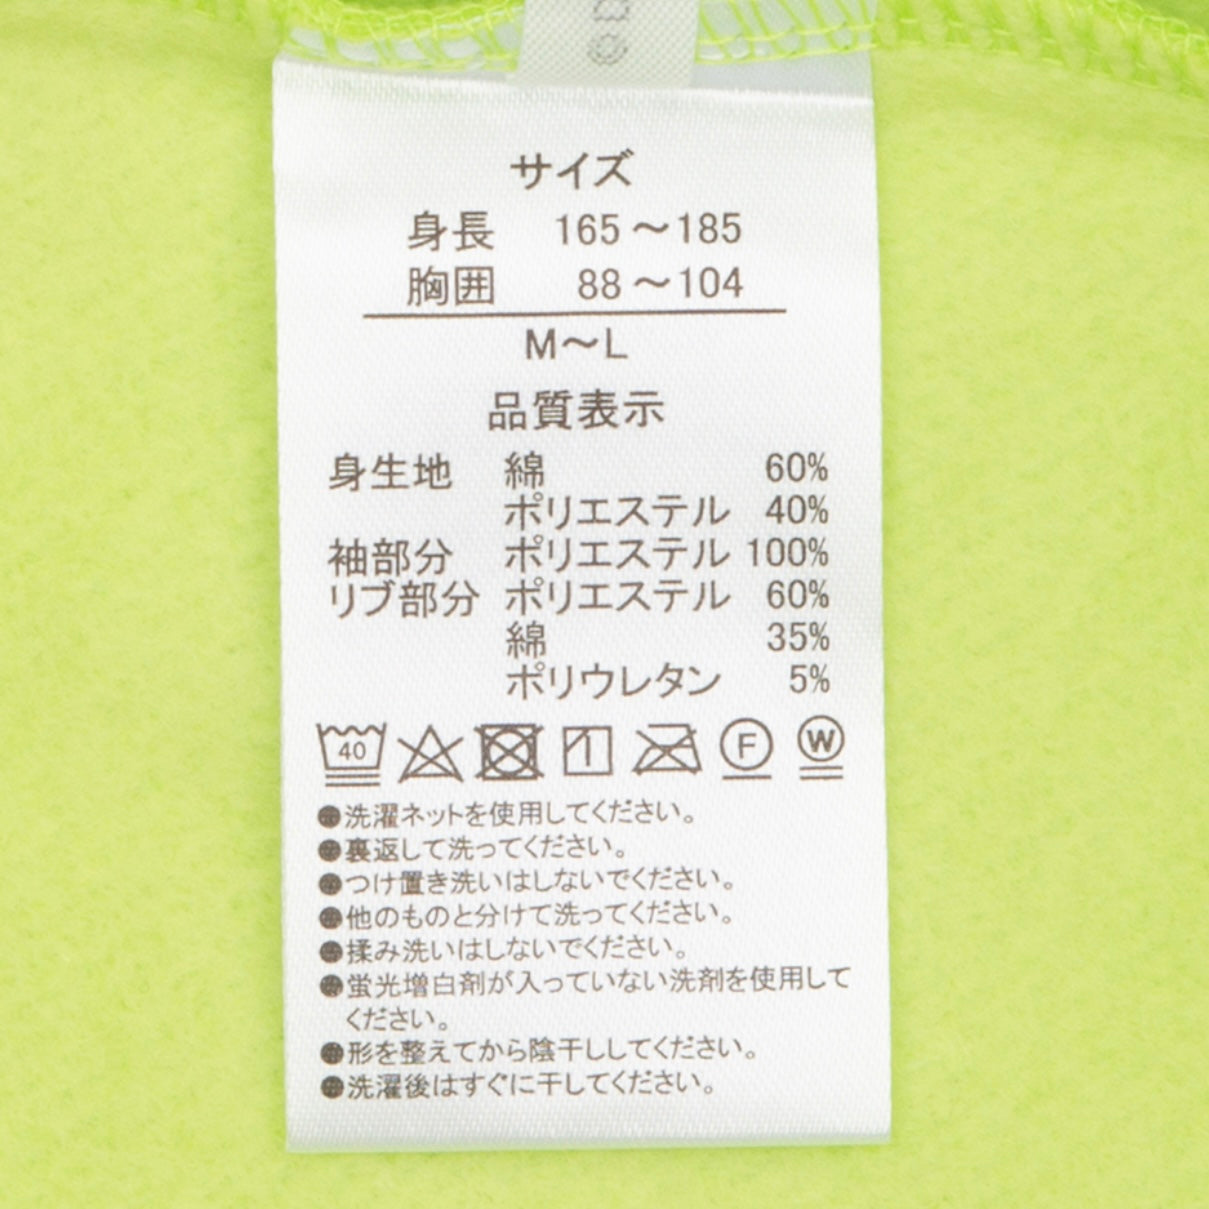 サイズ
身長 165～185
胸囲 88～104
M～L
品質表示
身生地 綿 60%
ポリエステル 40%
袖部分 ポリエステル 100%
リブ部分 ポリエステル 60%
綿 35%
ポリウレタン 5%
40 F W
●洗濯ネットを使用してください。
●裏返して洗ってください。
●つけ置き洗いはしないでください。
●他のものと分けて洗ってください。
●揉み洗いはしないでください。
●蛍光増白剤が入っていない洗剤を使用して
ください。
●形を整えてから陰干ししてください。
●洗濯後はすぐに干してください。